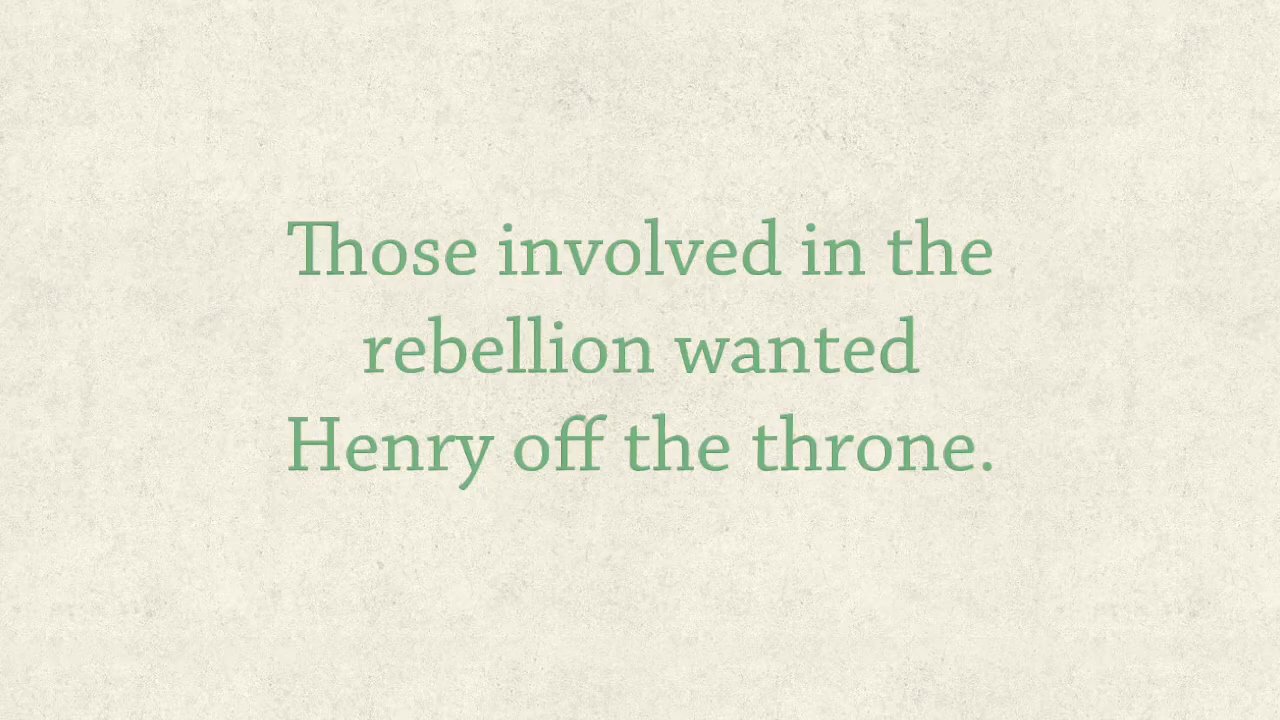 Those involved in the
rebellion wanted
Henry off the throne.